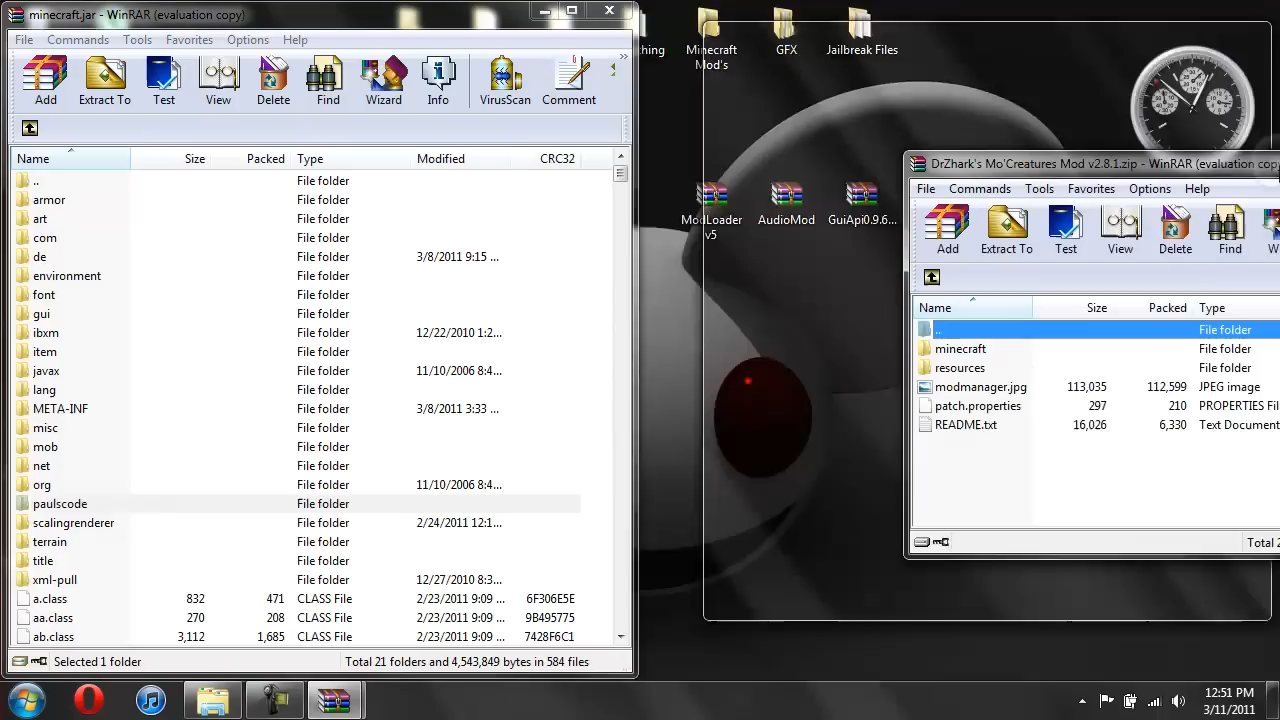 minecraft.jar - WinRAR (evaluation copy)
File Commands Tools Favorites Options Help
Add Extract To Test View Delete Find Wizard Info VirusScan Comment
Name Size Packed Type Modified CRC32
.. File folder
armor File folder
art File folder
com File folder
de File folder 3/8/2011 9:15 ...
environment File folder
font File folder
gui File folder
ibxm File folder 12/22/2010 1:2...
item File folder
javax File folder 11/10/2006 8:4...
lang File folder
META-INF File folder 3/8/2011 3:33 ...
misc File folder
mob File folder
net File folder
org File folder 11/10/2006 8:4...
paulscode File folder
scalingrenderer File folder 2/24/2011 12:1...
terrain File folder
title File folder
xml-pull File folder 12/27/2010 8:3...
a.class 832 471 CLASS File 2/23/2011 9:09 ... 6F306E5E
aa.class 270 208 CLASS File 2/23/2011 9:09 ... 9B495775
ab.class 3,112 1,685 CLASS File 2/23/2011 9:09 ... 7428F6C1
Selected 1 folder Total 21 folders and 4,543,849 bytes in 584 files
Minecraft
Mod's
GFX
Jailbreak Files
ModLoader
v5
AudioMod
GuiApi0.9.6...
DrZhark's Mo'Creatures Mod v2.8.1.zip - WinRAR (evaluation cop
File Commands Tools Favorites Options Help
Add Extract To Test View Delete Find
Name Size Packed Type
.. File folder
minecraft File folder
resources File folder
modmanager.jpg 113,035 112,599 JPEG image
patch.properties 297 210 PROPERTIES Fil
README.txt 16,026 6,330 Text Document
Total 2
12:51 PM
3/11/2011